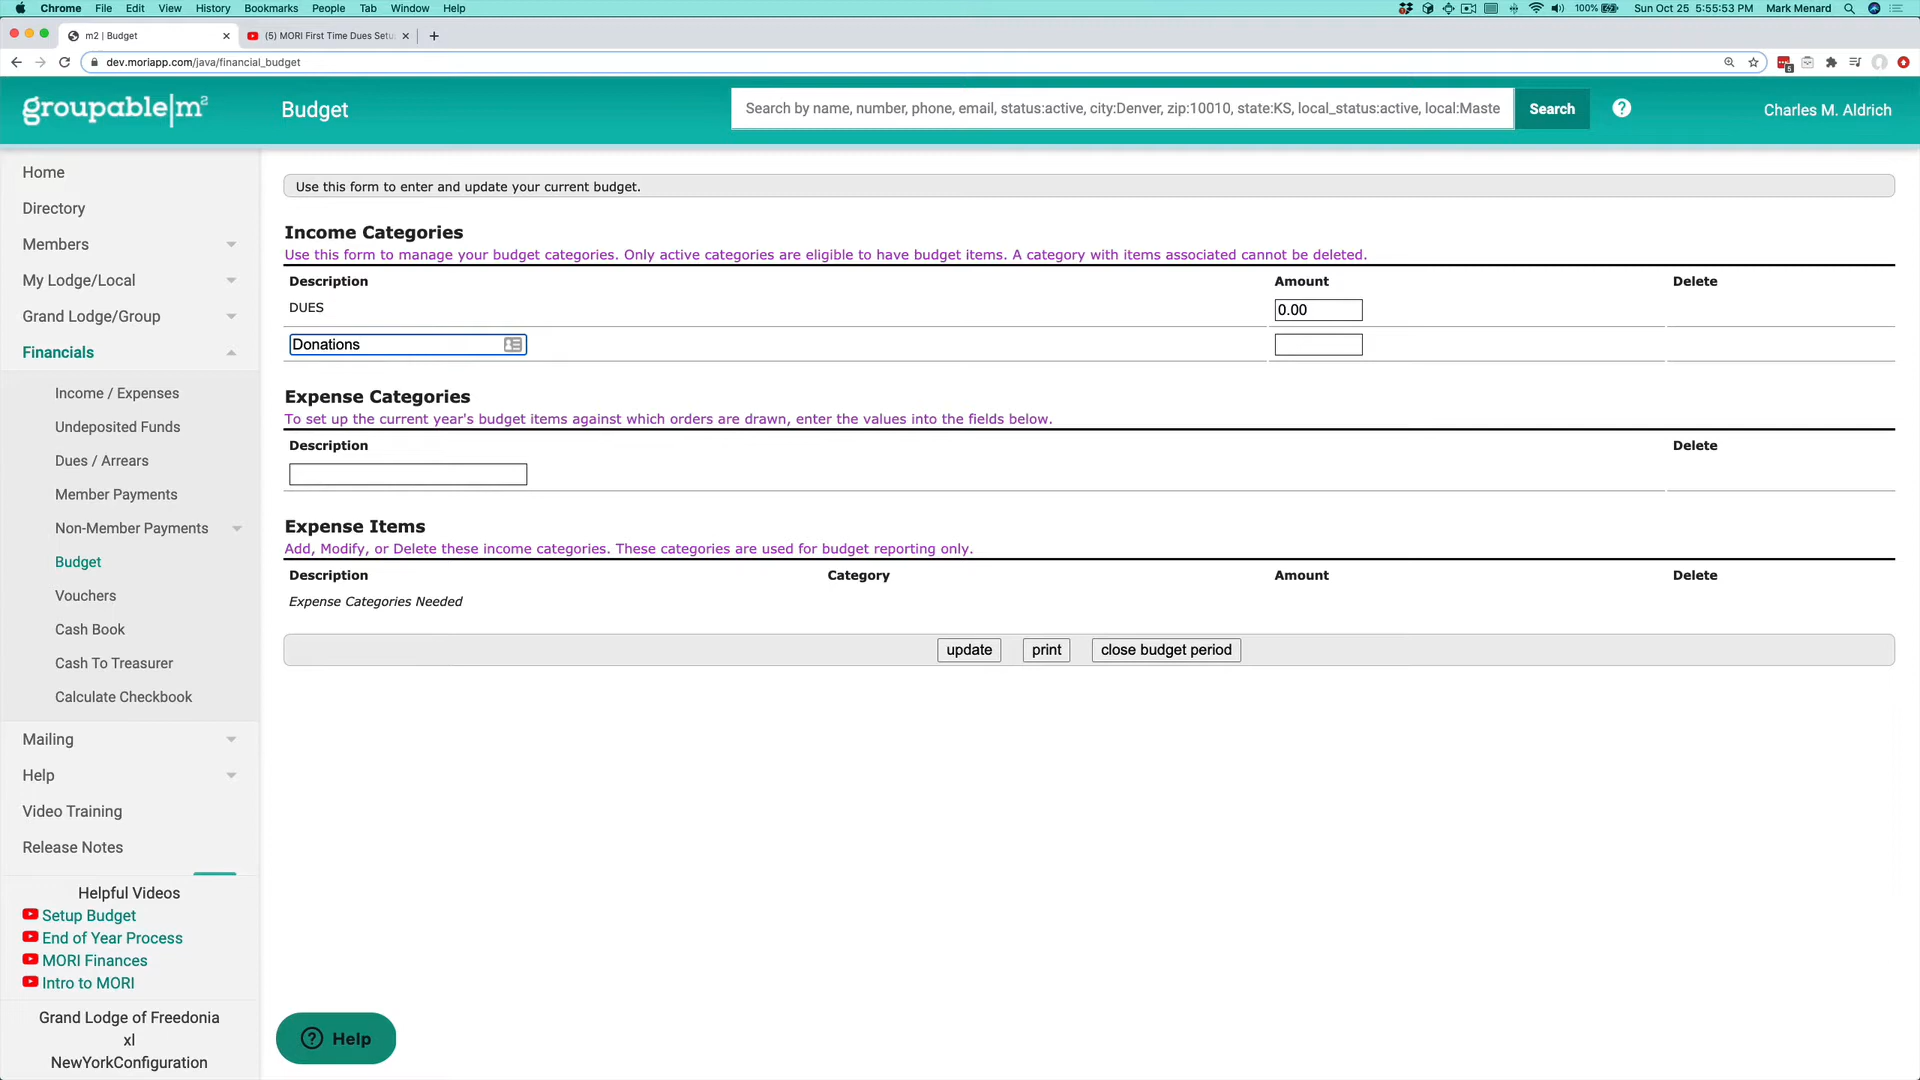 Chrome File Edit View History Bookmarks People Tab Window Help 100% Sun Oct 25 5:55:53 PM Mark Menard
m2 | Budget (5) MORI First Time Dues Setu
dev.moriapp.com/java/financial_budget
groupable|m² Budget Search by name, number, phone, email, status:active, city:Denver, zip:10010, state:KS, local_status:active, local:Maste Search Charles M. Aldrich
Home
Directory
Members
My Lodge/Local
Grand Lodge/Group
Financials
Income / Expenses
Undeposited Funds
Dues / Arrears
Member Payments
Non-Member Payments
Budget
Vouchers
Cash Book
Cash To Treasurer
Calculate Checkbook
Mailing
Help
Video Training
Release Notes
Helpful Videos
Setup Budget
End of Year Process
MORI Finances
Intro to MORI
Grand Lodge of Freedonia
xl
NewYorkConfiguration
Use this form to enter and update your current budget.
Income Categories
Use this form to manage your budget categories. Only active categories are eligible to have budget items. A category with items associated cannot be deleted.
Description Amount Delete
DUES 0.00
Donations
Expense Categories
To set up the current year's budget items against which orders are drawn, enter the values into the fields below.
Description Delete
Expense Items
Add, Modify, or Delete these income categories. These categories are used for budget reporting only.
Description Category Amount Delete
Expense Categories Needed
update print close budget period
? Help